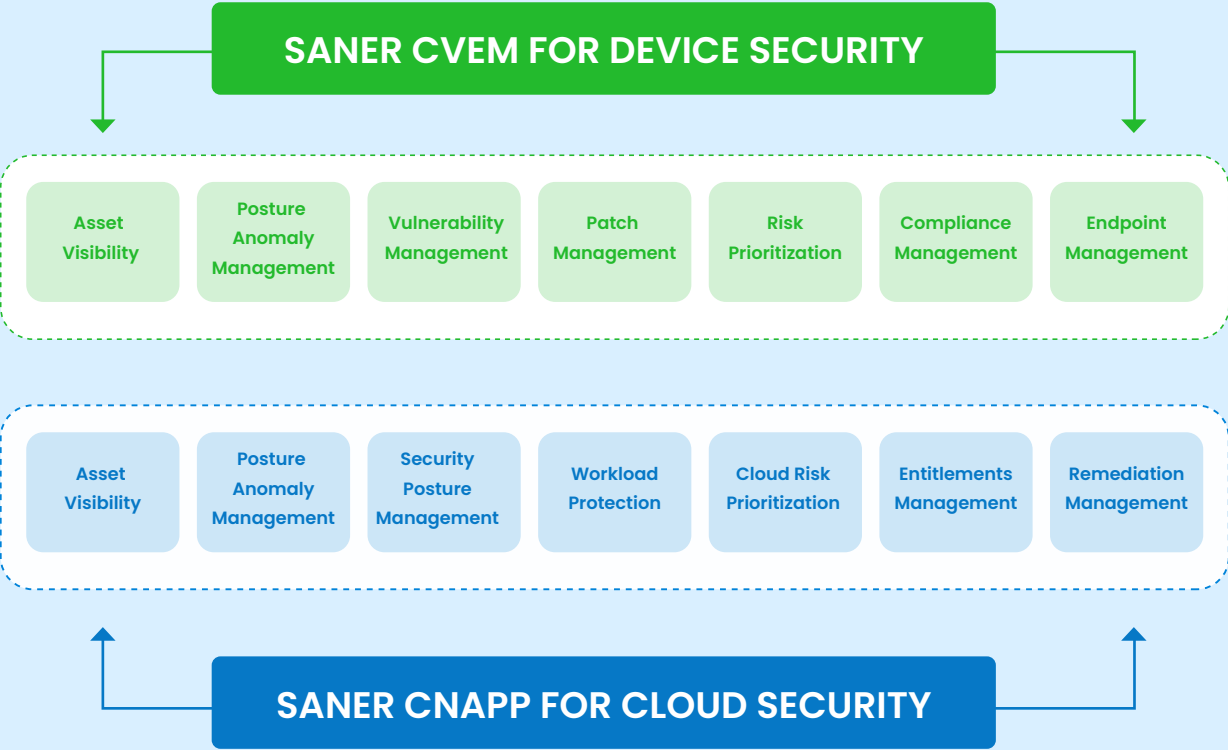 SANER CVEM FOR DEVICE SECURITY
Asset
Visibility
Posture
Anomaly
Management
Vulnerability
Management
Patch
Management
Risk
Prioritization
Compliance
Management
Endpoint
Management
Asset
Visibility
Posture
Anomaly
Management
Security
Posture
Management
Workload
Protection
Cloud Risk
Prioritization
Entitlements
Management
Remediation
Management
SANER CNAPP FOR CLOUD SECURITY